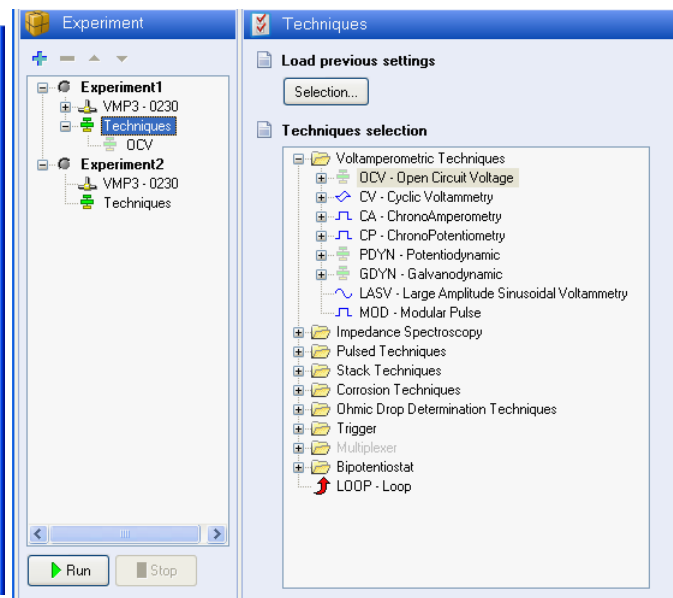 Experiment
Experiment1
VMP3 - 0230
Techniques
OCV
Experiment2
VMP3 - 0230
Techniques
Run
Stop
Techniques
Load previous settings
Selection...
Techniques selection
Voltamperometric Techniques
OCV - Open Circuit Voltage
CV - Cyclic Voltammetry
CA - ChronoAmperometry
CP - ChronoPotentiometry
PDYN - Potentiodynamic
GDYN - Galvanodynamic
LASV - Large Amplitude Sinusoidal Voltammetry
MOD - Modular Pulse
Impedance Spectroscopy
Pulsed Techniques
Stack Techniques
Corrosion Techniques
Ohmic Drop Determination Techniques
Trigger
Multiplexer
Bipotentiostat
LOOP - Loop